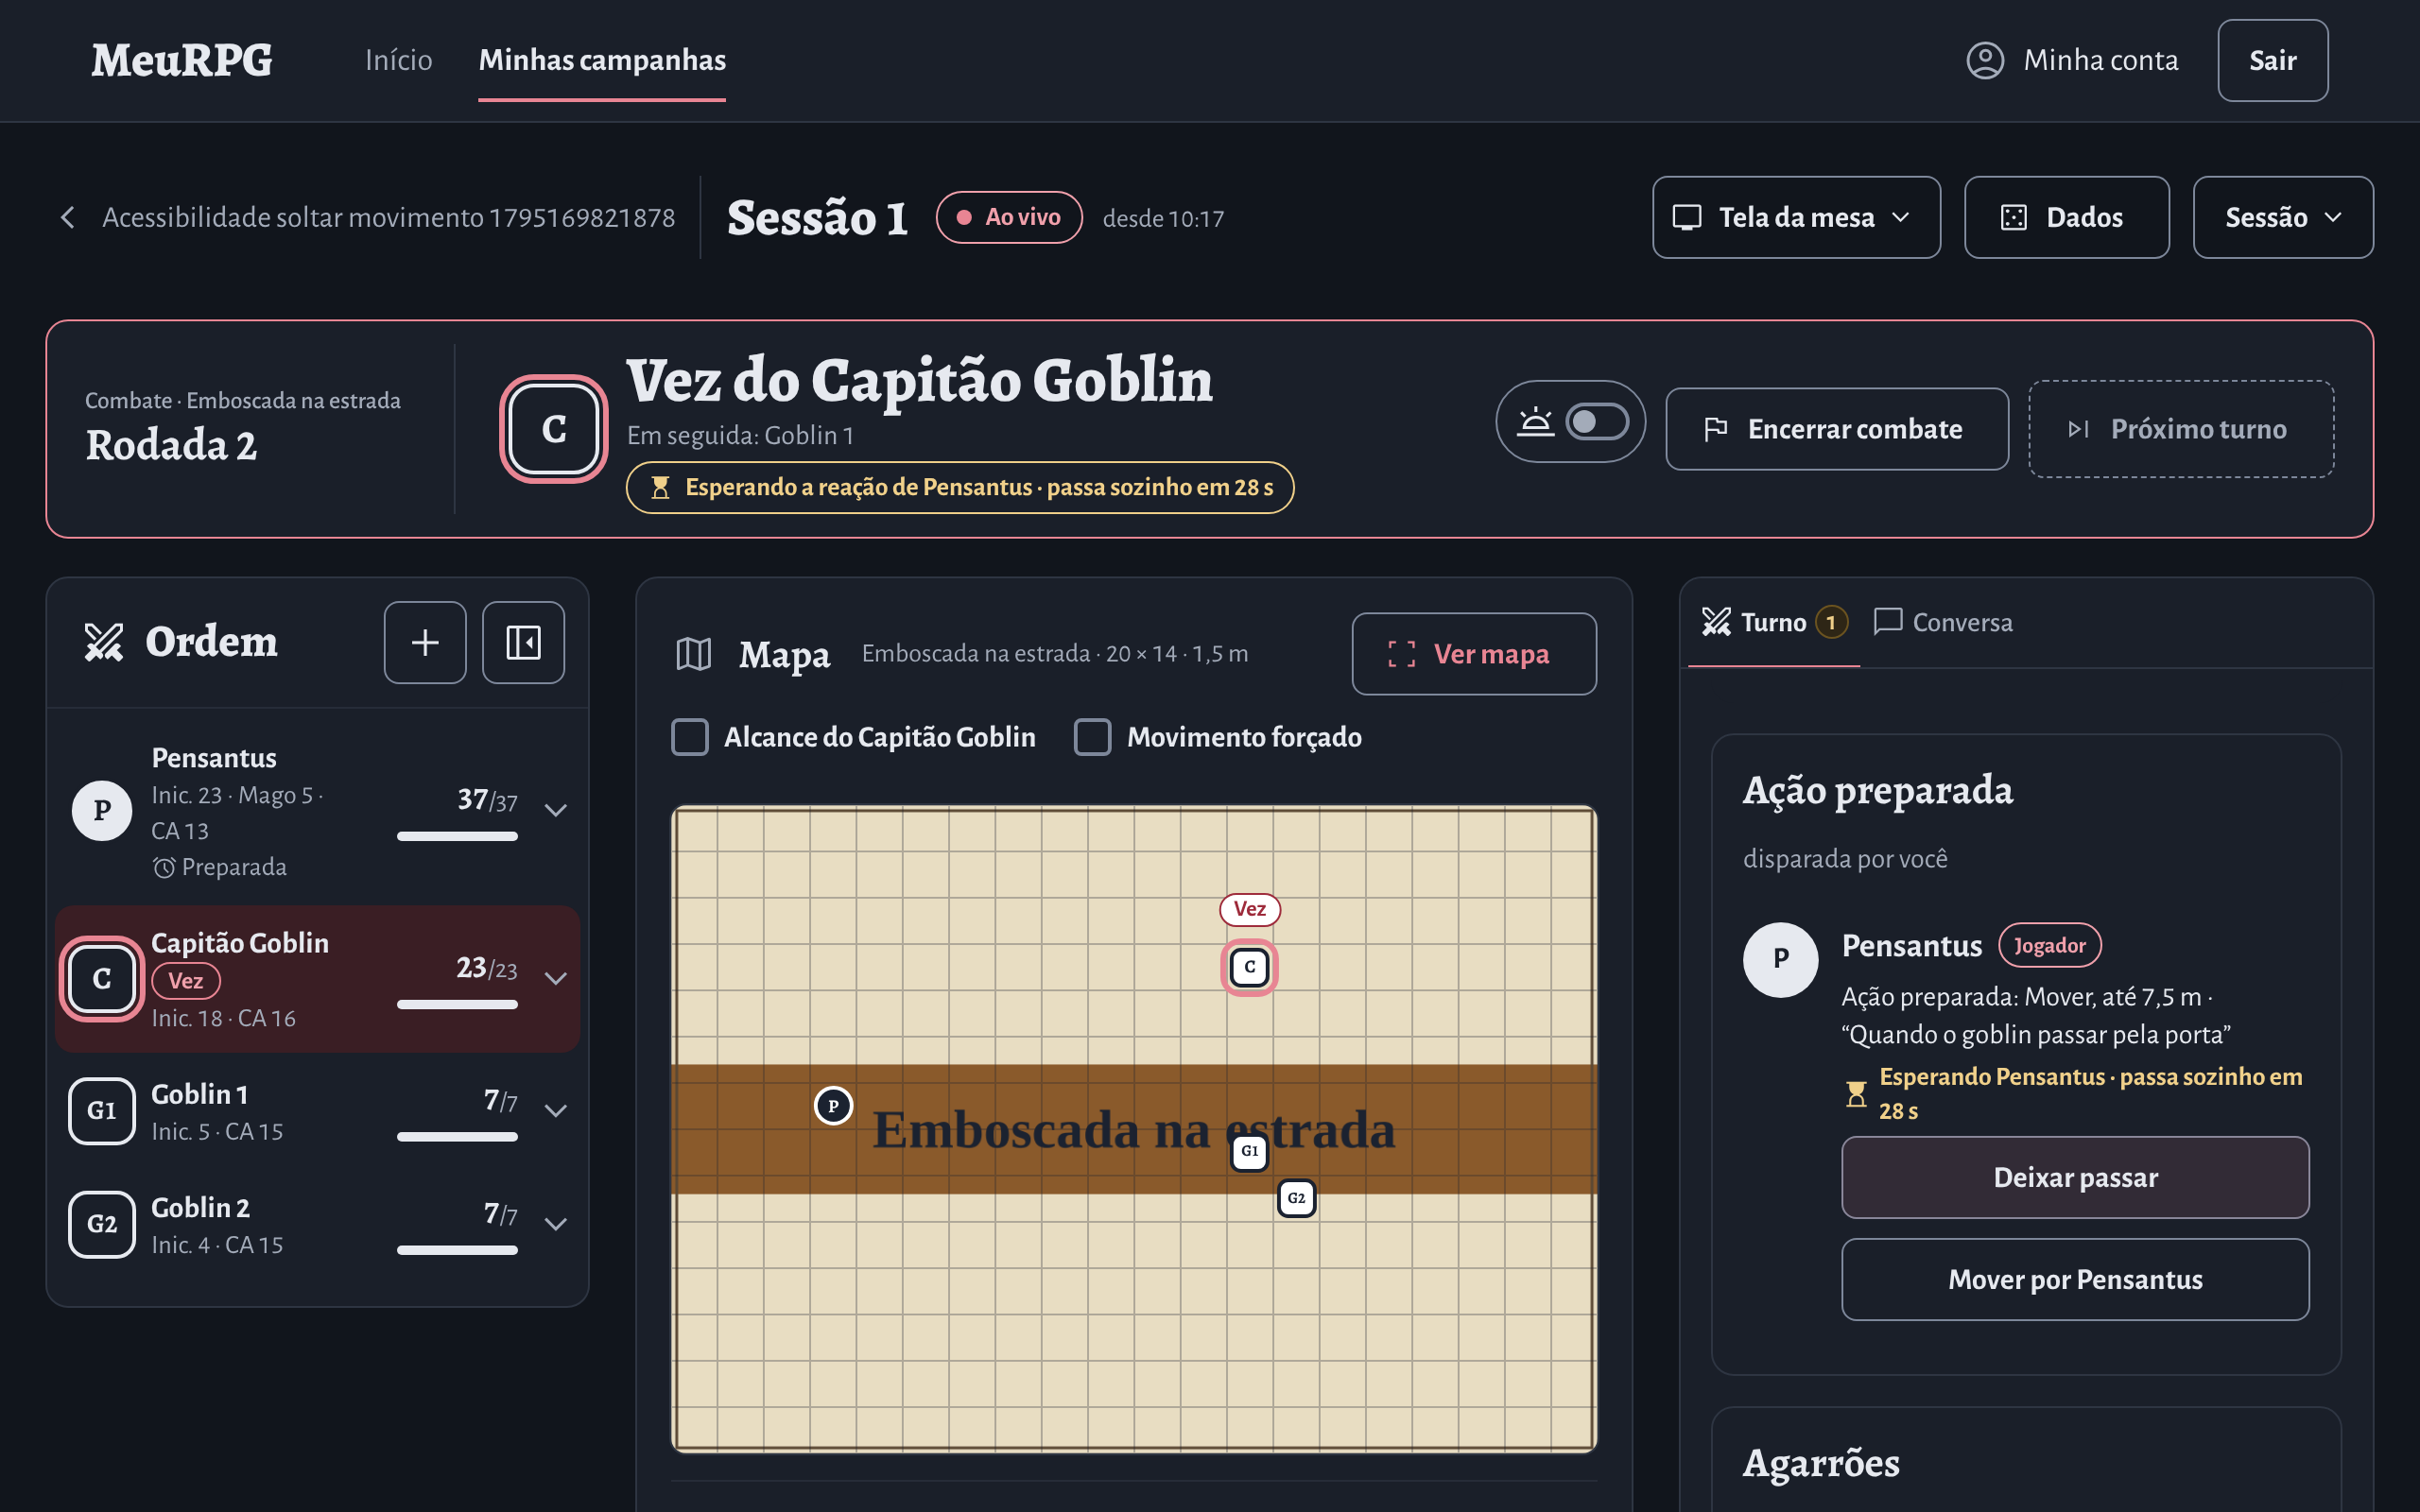 MeuRPG
Início
Minhas campanhas
Minha conta
Sair
Acessibilidade soltar movimento 1795169821878
Sessão 1
Ao vivo
desde 10:17
Tela da mesa
Dados
Sessão
Combate · Emboscada na estrada
Rodada 2
C
Vez do Capitão Goblin
Em seguida: Goblin 1
Esperando a reação de Pensantus · passa sozinho em 28 s
Encerrar combate
Próximo turno
Ordem
P
Pensantus
Inic. 23 · Mago 5 ·
CA 13
Preparada
37/37
C
Capitão Goblin
Vez
Inic. 18 · CA 16
23/23
G1
Goblin 1
Inic. 5 · CA 15
7/7
G2
Goblin 2
Inic. 4 · CA 15
7/7
Mapa
Emboscada na estrada · 20 × 14 · 1,5 m
Ver mapa
Alcance do Capitão Goblin
Movimento forçado
Vez
C
P
Emboscada na estrada
G1
G2
Turno 1
Conversa
Ação preparada
disparada por você
P
Pensantus
Jogador
Ação preparada: Mover, até 7,5 m ·
“Quando o goblin passar pela porta”
Esperando Pensantus · passa sozinho em
28 s
Deixar passar
Mover por Pensantus
Agarrões